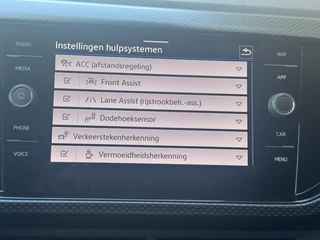 Instellingen hulpsystemen
RADIO
MEDIA
PHONE
VOICE
ACC (afstandsregeling)
Front Assist
Lane Assist (rijstrookbeh.-ass.)
Dodehoeksensor
Verkeerstekenherkenning
Vermoeidheidsherkenning
NAV
APP
CAR
MENU